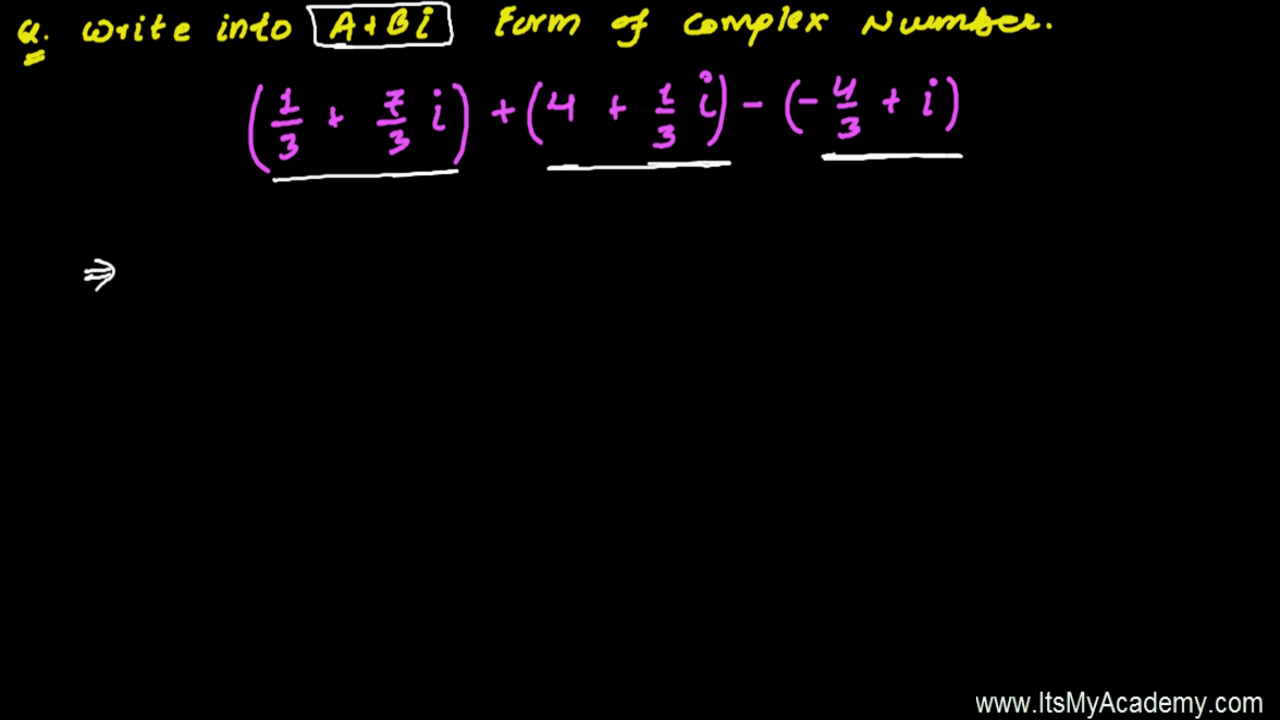 Q. Write into A+Bi Form of Complex Number.
(1/3 + 7/3 i) + (4 + 1/3 i) - (-4/3 + i)
⇒
www.ItsMyAcademy.com